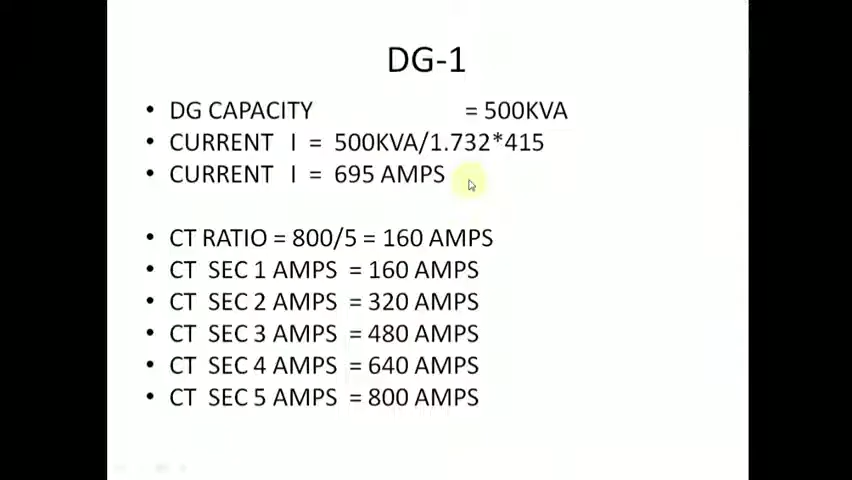 DG-1
• DG CAPACITY = 500KVA
• CURRENT I = 500KVA/1.732*415
• CURRENT I = 695 AMPS
• CT RATIO = 800/5 = 160 AMPS
• CT SEC 1 AMPS = 160 AMPS
• CT SEC 2 AMPS = 320 AMPS
• CT SEC 3 AMPS = 480 AMPS
• CT SEC 4 AMPS = 640 AMPS
• CT SEC 5 AMPS = 800 AMPS